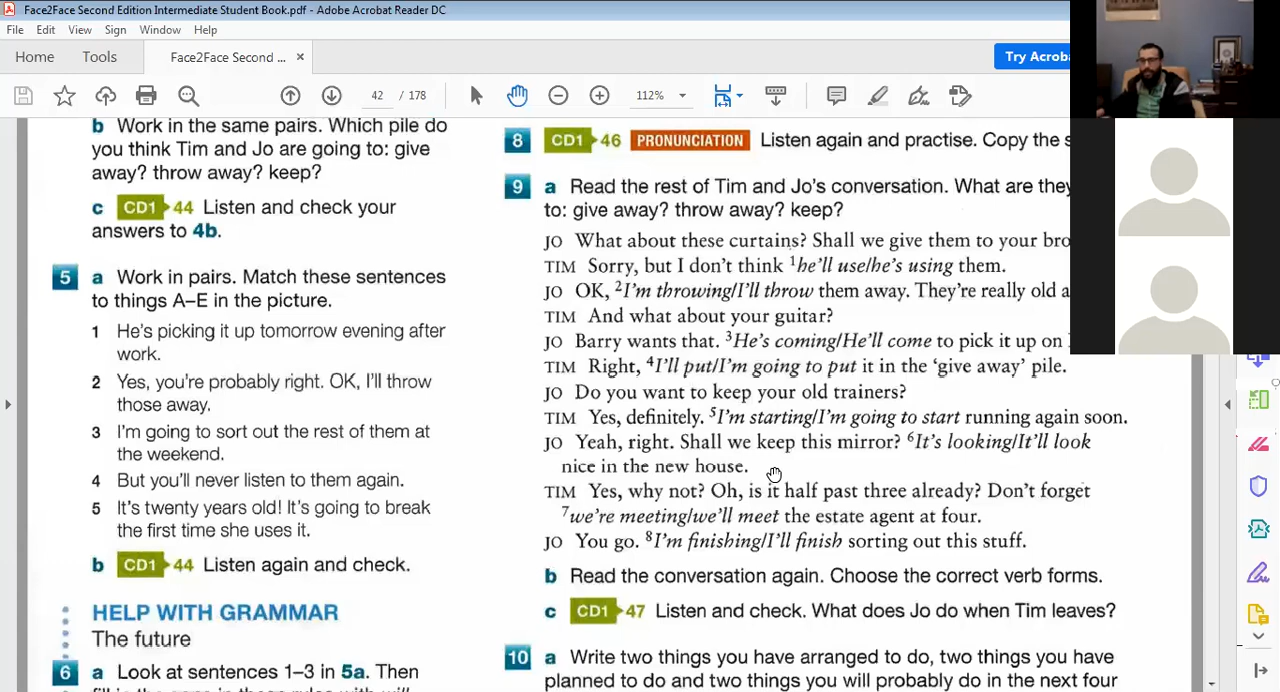 Face2Face Second Edition Intermediate Student Book.pdf - Adobe Acrobat Reader DC
File Edit View Sign Window Help
Home Tools Face2Face Second ... × Try Acroba
42 / 178 112%
b Work in the same pairs. Which pile do
you think Tim and Jo are going to: give
away? throw away? keep?
c CD1 44 Listen and check your
answers to 4b.
5 a Work in pairs. Match these sentences
to things A–E in the picture.
1 He's picking it up tomorrow evening after
work.
2 Yes, you're probably right. OK, I'll throw
those away.
3 I'm going to sort out the rest of them at
the weekend.
4 But you'll never listen to them again.
5 It's twenty years old! It's going to break
the first time she uses it.
b CD1 44 Listen again and check.
HELP WITH GRAMMAR
The future
6 a Look at sentences 1–3 in 5a. Then
8 CD1 46 PRONUNCIATION Listen again and practise. Copy the s
9 a Read the rest of Tim and Jo's conversation. What are they
to: give away? throw away? keep?
JO What about these curtains? Shall we give them to your bro
TIM Sorry, but I don't think ¹he'll use/he's using them.
JO OK, ²I'm throwing/I'll throw them away. They're really old a
TIM And what about your guitar?
JO Barry wants that. ³He's coming/He'll come to pick it up on
TIM Right, ⁴I'll put/I'm going to put it in the 'give away' pile.
JO Do you want to keep your old trainers?
TIM Yes, definitely. ⁵I'm starting/I'm going to start running again soon.
JO Yeah, right. Shall we keep this mirror? ⁶It's looking/It'll look
nice in the new house.
TIM Yes, why not? Oh, is it half past three already? Don't forget
⁷we're meeting/we'll meet the estate agent at four.
JO You go. ⁸I'm finishing/I'll finish sorting out this stuff.
b Read the conversation again. Choose the correct verb forms.
c CD1 47 Listen and check. What does Jo do when Tim leaves?
10 a Write two things you have arranged to do, two things you have
planned to do and two things you will probably do in the next four